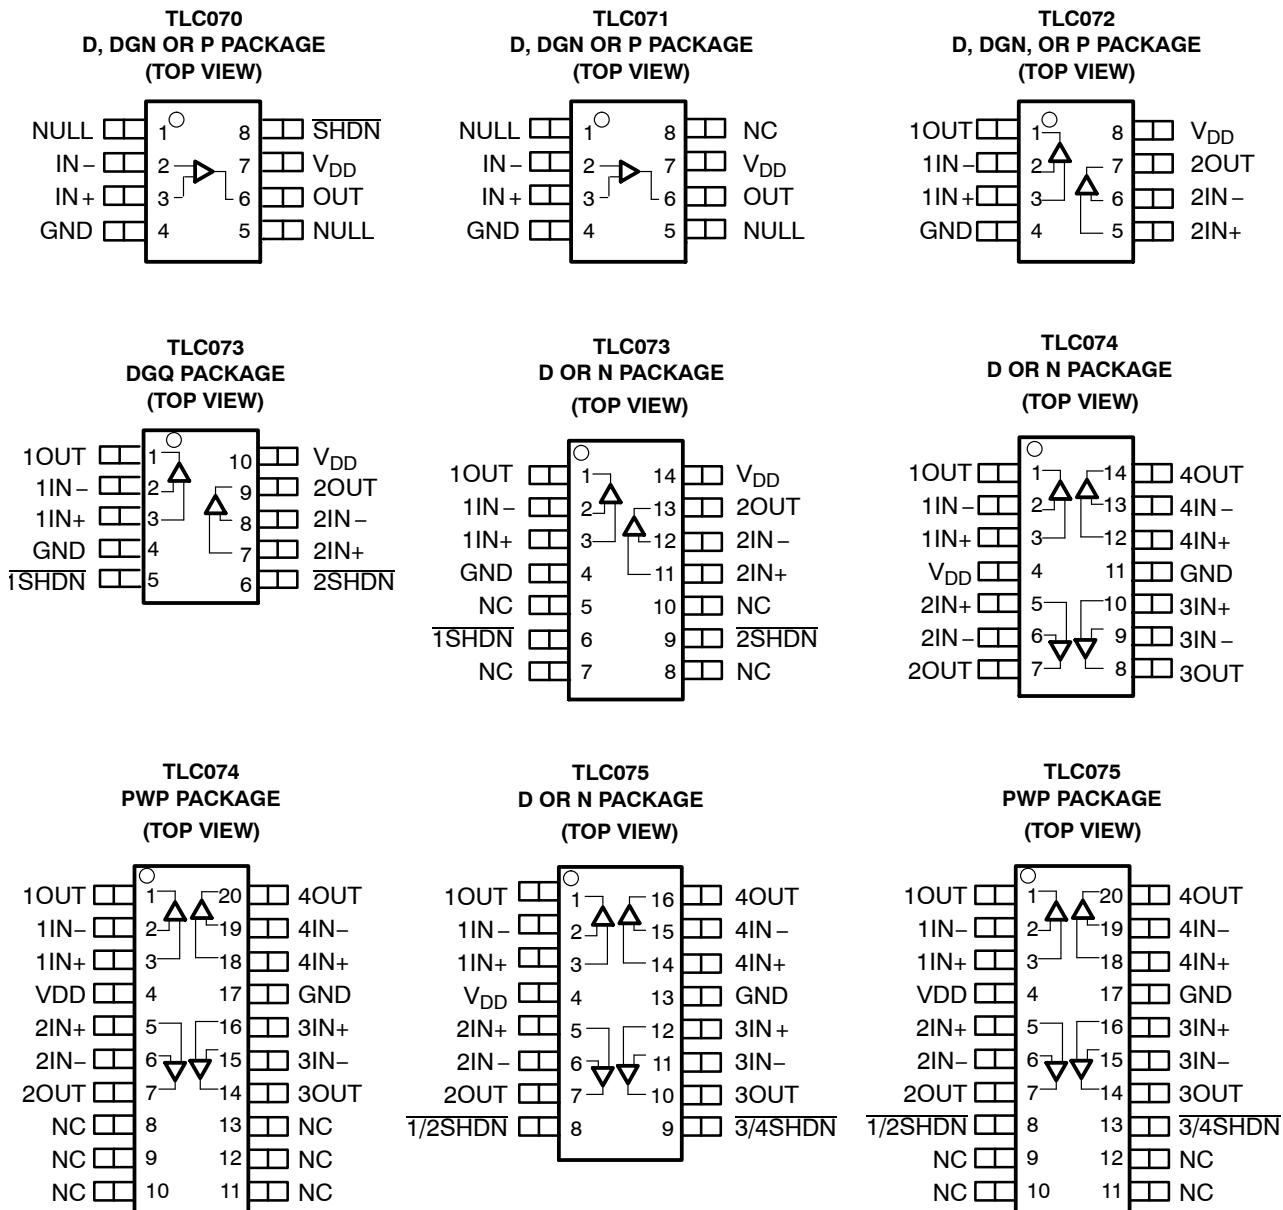 TLC070
D, DGN OR P PACKAGE
(TOP VIEW)
NULL 1 8 SHDN
IN− 2 7 VDD
IN+ 3 6 OUT
GND 4 5 NULL
TLC071
D, DGN OR P PACKAGE
(TOP VIEW)
NULL 1 8 NC
IN− 2 7 VDD
IN+ 3 6 OUT
GND 4 5 NULL
TLC072
D, DGN, OR P PACKAGE
(TOP VIEW)
1OUT 1 8 VDD
1IN− 2 7 2OUT
1IN+ 3 6 2IN−
GND 4 5 2IN+
TLC073
DGQ PACKAGE
(TOP VIEW)
1OUT 1 10 VDD
1IN− 2 9 2OUT
1IN+ 3 8 2IN−
GND 4 7 2IN+
1SHDN 5 6 2SHDN
TLC073
D OR N PACKAGE
(TOP VIEW)
1OUT 1 14 VDD
1IN− 2 13 2OUT
1IN+ 3 12 2IN−
GND 4 11 2IN+
NC 5 10 NC
1SHDN 6 9 2SHDN
NC 7 8 NC
TLC074
D OR N PACKAGE
(TOP VIEW)
1OUT 1 14 4OUT
1IN− 2 13 4IN−
1IN+ 3 12 4IN+
VDD 4 11 GND
2IN+ 5 10 3IN+
2IN− 6 9 3IN−
2OUT 7 8 3OUT
TLC074
PWP PACKAGE
(TOP VIEW)
1OUT 1 20 4OUT
1IN− 2 19 4IN−
1IN+ 3 18 4IN+
VDD 4 17 GND
2IN+ 5 16 3IN+
2IN− 6 15 3IN−
2OUT 7 14 3OUT
NC 8 13 NC
NC 9 12 NC
NC 10 11 NC
TLC075
D OR N PACKAGE
(TOP VIEW)
1OUT 1 16 4OUT
1IN− 2 15 4IN−
1IN+ 3 14 4IN+
VDD 4 13 GND
2IN+ 5 12 3IN+
2IN− 6 11 3IN−
2OUT 7 10 3OUT
1/2SHDN 8 9 3/4SHDN
TLC075
PWP PACKAGE
(TOP VIEW)
1OUT 1 20 4OUT
1IN− 2 19 4IN−
1IN+ 3 18 4IN+
VDD 4 17 GND
2IN+ 5 16 3IN+
2IN− 6 15 3IN−
2OUT 7 14 3OUT
1/2SHDN 8 13 3/4SHDN
NC 9 12 NC
NC 10 11 NC